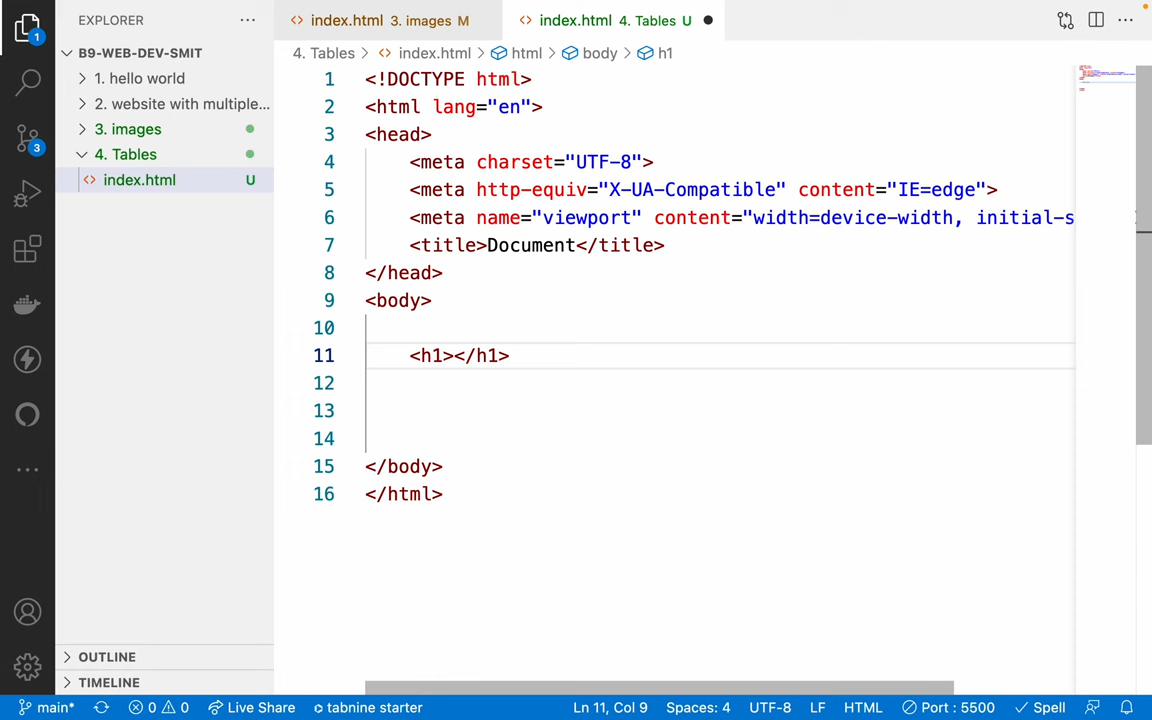 EXPLORER
index.html 3. images M
index.html 4. Tables U
B9-WEB-DEV-SMIT
4. Tables > index.html > html > body > h1
1. hello world
2. website with multiple...
3. images
4. Tables
index.html U
1 <!DOCTYPE html>
2 <html lang="en">
3 <head>
4 <meta charset="UTF-8">
5 <meta http-equiv="X-UA-Compatible" content="IE=edge">
6 <meta name="viewport" content="width=device-width, initial-s
7 <title>Document</title>
8 </head>
9 <body>
10
11 <h1></h1>
12
13
14
15 </body>
16 </html>
1
3
OUTLINE
TIMELINE
main* 0 0 Live Share tabnine starter Ln 11, Col 9 Spaces: 4 UTF-8 LF HTML Port : 5500 Spell